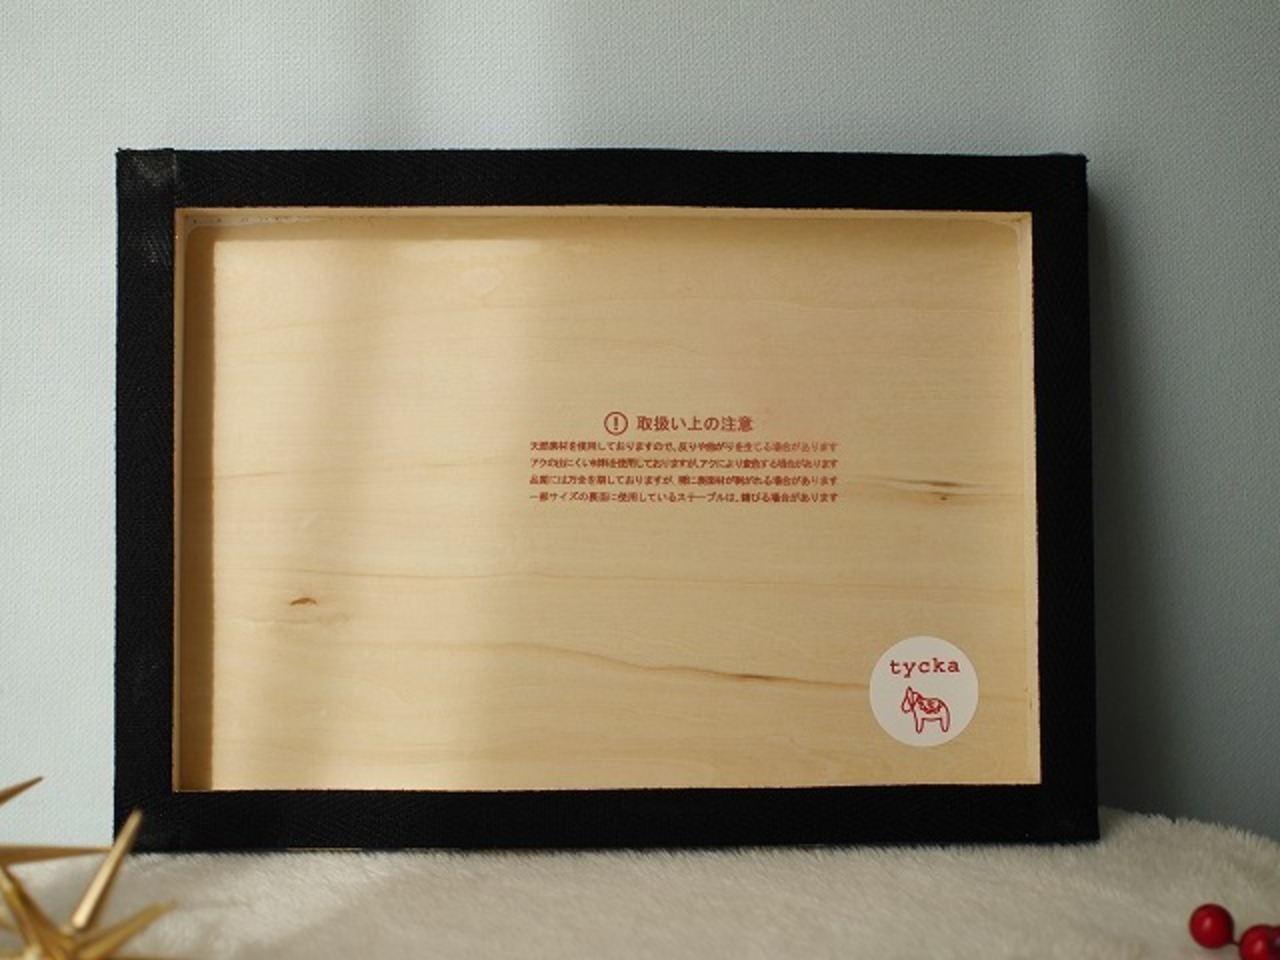 取扱い上の注意
天然素材を使用しておりますので、反りや曲がりを生じる場合があります
アクの出にくい材料を使用しておりますが、アクにより変色する場合があります
品質には万全を期しておりますが、稀に表面材が剥がれる場合があります
一部サイズの裏面に使用しているステープルは、錆びる場合があります
tycka